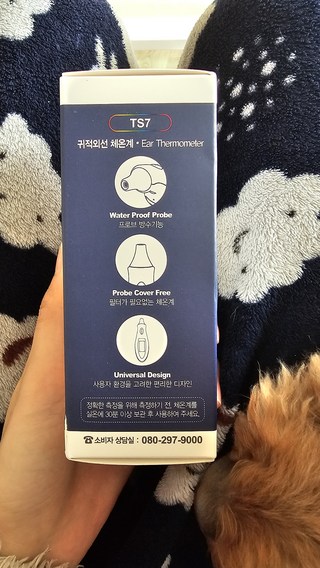 TS7
귀적외선 체온계 • Ear Thermometer
Water Proof Probe
프로브 방수기능
Probe Cover Free
필터가 필요없는 체온계
Universal Design
사용자 환경을 고려한 편리한 디자인
정확한 측정을 위해 측정하기 전, 체온계를
실온에 30분 이상 보관 후 사용하여 주세요.
☎소비자 상담실 : 080-297-9000